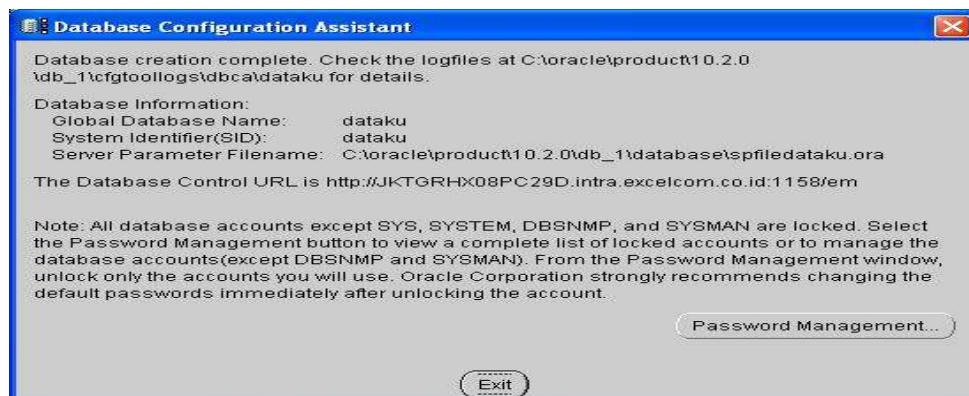 Database Configuration Assistant
Database creation complete. Check the logfiles at C:\oracle\product\10.2.0
\db_1\cfgtoollogs\dbca\dataku for details.
Database Information:
Global Database Name: dataku
System Identifier(SID): dataku
Server Parameter Filename: C:\oracle\product\10.2.0\db_1\database\spfiledataku.ora
The Database Control URL is http://JKTGRHX08PC29D.intra.excelcom.co.id:1158/em
Note: All database accounts except SYS, SYSTEM, DBSNMP, and SYSMAN are locked. Select
the Password Management button to view a complete list of locked accounts or to manage the
database accounts(except DBSNMP and SYSMAN). From the Password Management window,
unlock only the accounts you will use. Oracle Corporation strongly recommends changing the
default passwords immediately after unlocking the account.
Password Management...
Exit